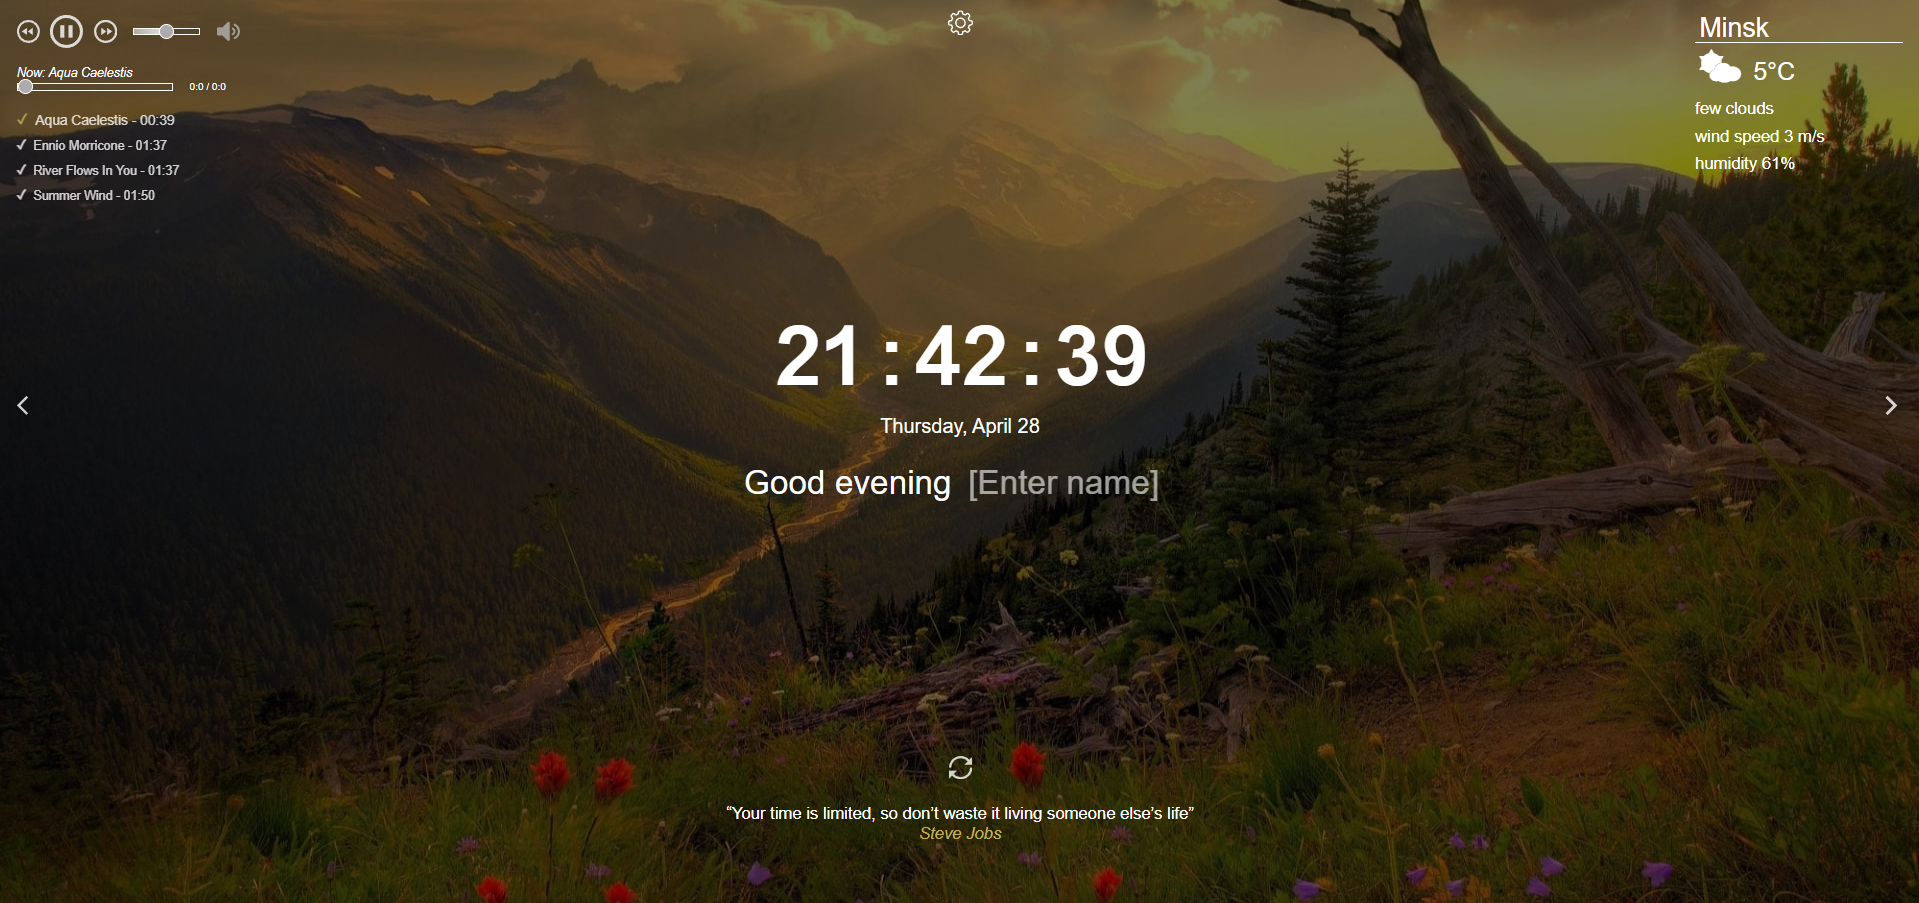 Now: Aqua Caelestis
0:0 / 0:0
Aqua Caelestis - 00:39
Ennio Morricone - 01:37
River Flows In You - 01:37
Summer Wind - 01:50
Minsk
5°C
few clouds
wind speed 3 m/s
humidity 61%
21:42:39
Thursday, April 28
Good evening [Enter name]
“Your time is limited, so don’t waste it living someone else’s life”
Steve Jobs